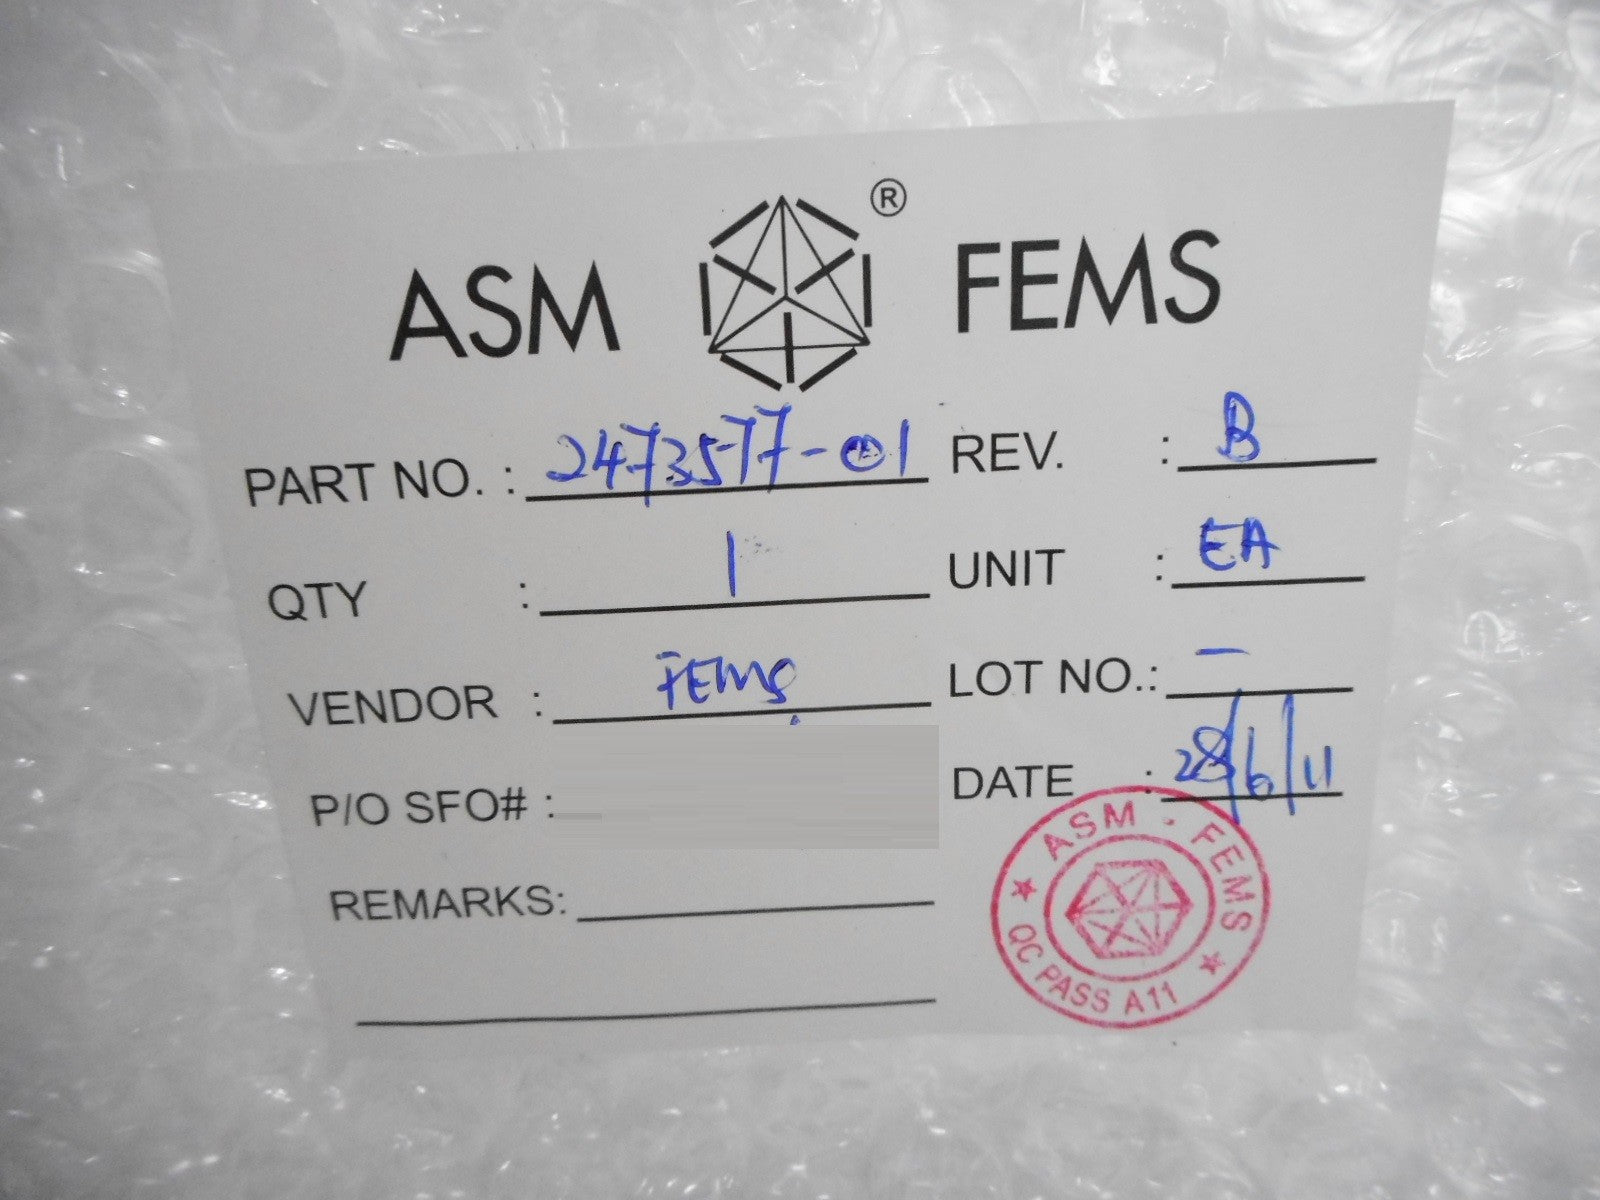 ASM ® FEMS
PART NO. : 2473577-01 REV. : B
QTY : 1 UNIT : EA
VENDOR : FEMS LOT NO.: –
P/O SFO# : DATE : 28/6/11
REMARKS:
ASM - FEMS
QC PASS A11